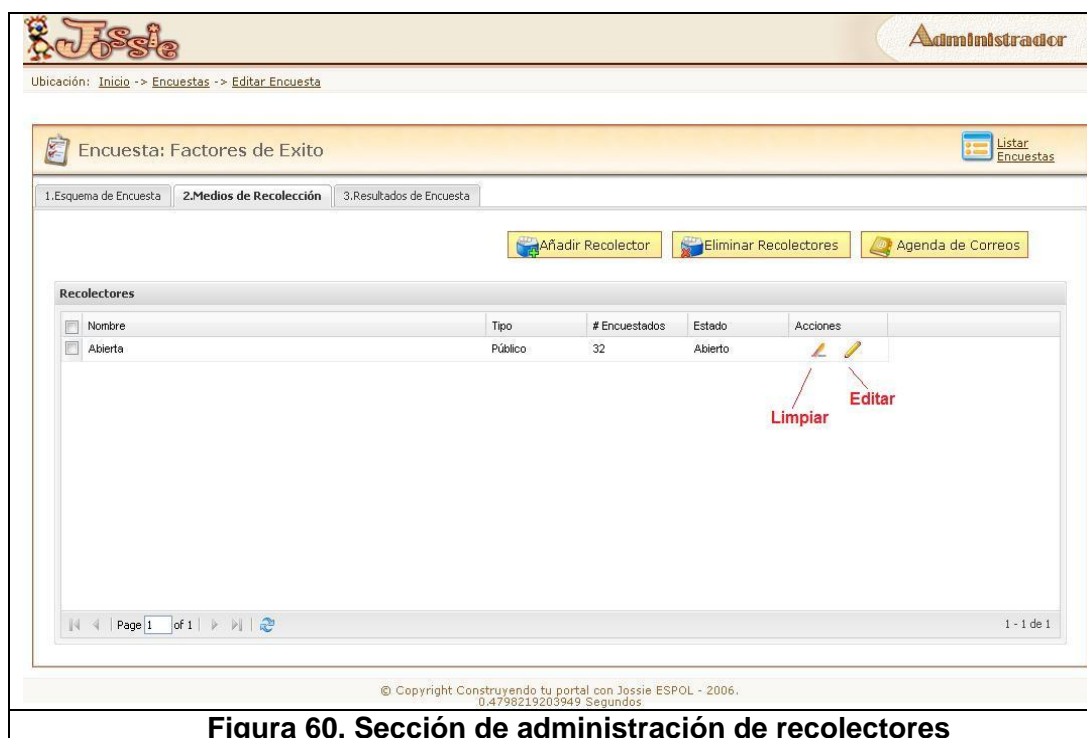 Jossie
Administrador
Ubicación: Inicio -> Encuestas -> Editar Encuesta
Encuesta: Factores de Exito
Listar
Encuestas
1.Esquema de Encuesta 2.Medios de Recolección 3.Resultados de Encuesta
Añadir Recolector Eliminar Recolectores Agenda de Correos
Recolectores
Nombre Tipo # Encuestados Estado Acciones
Abierta Público 32 Abierto
Editar
Limpiar
Page 1 of 1 1 - 1 de 1
© Copyright Construyendo tu portal con Jossie ESPOL - 2006.
0.4798219203949 Segundos
Figura 60. Sección de administración de recolectores